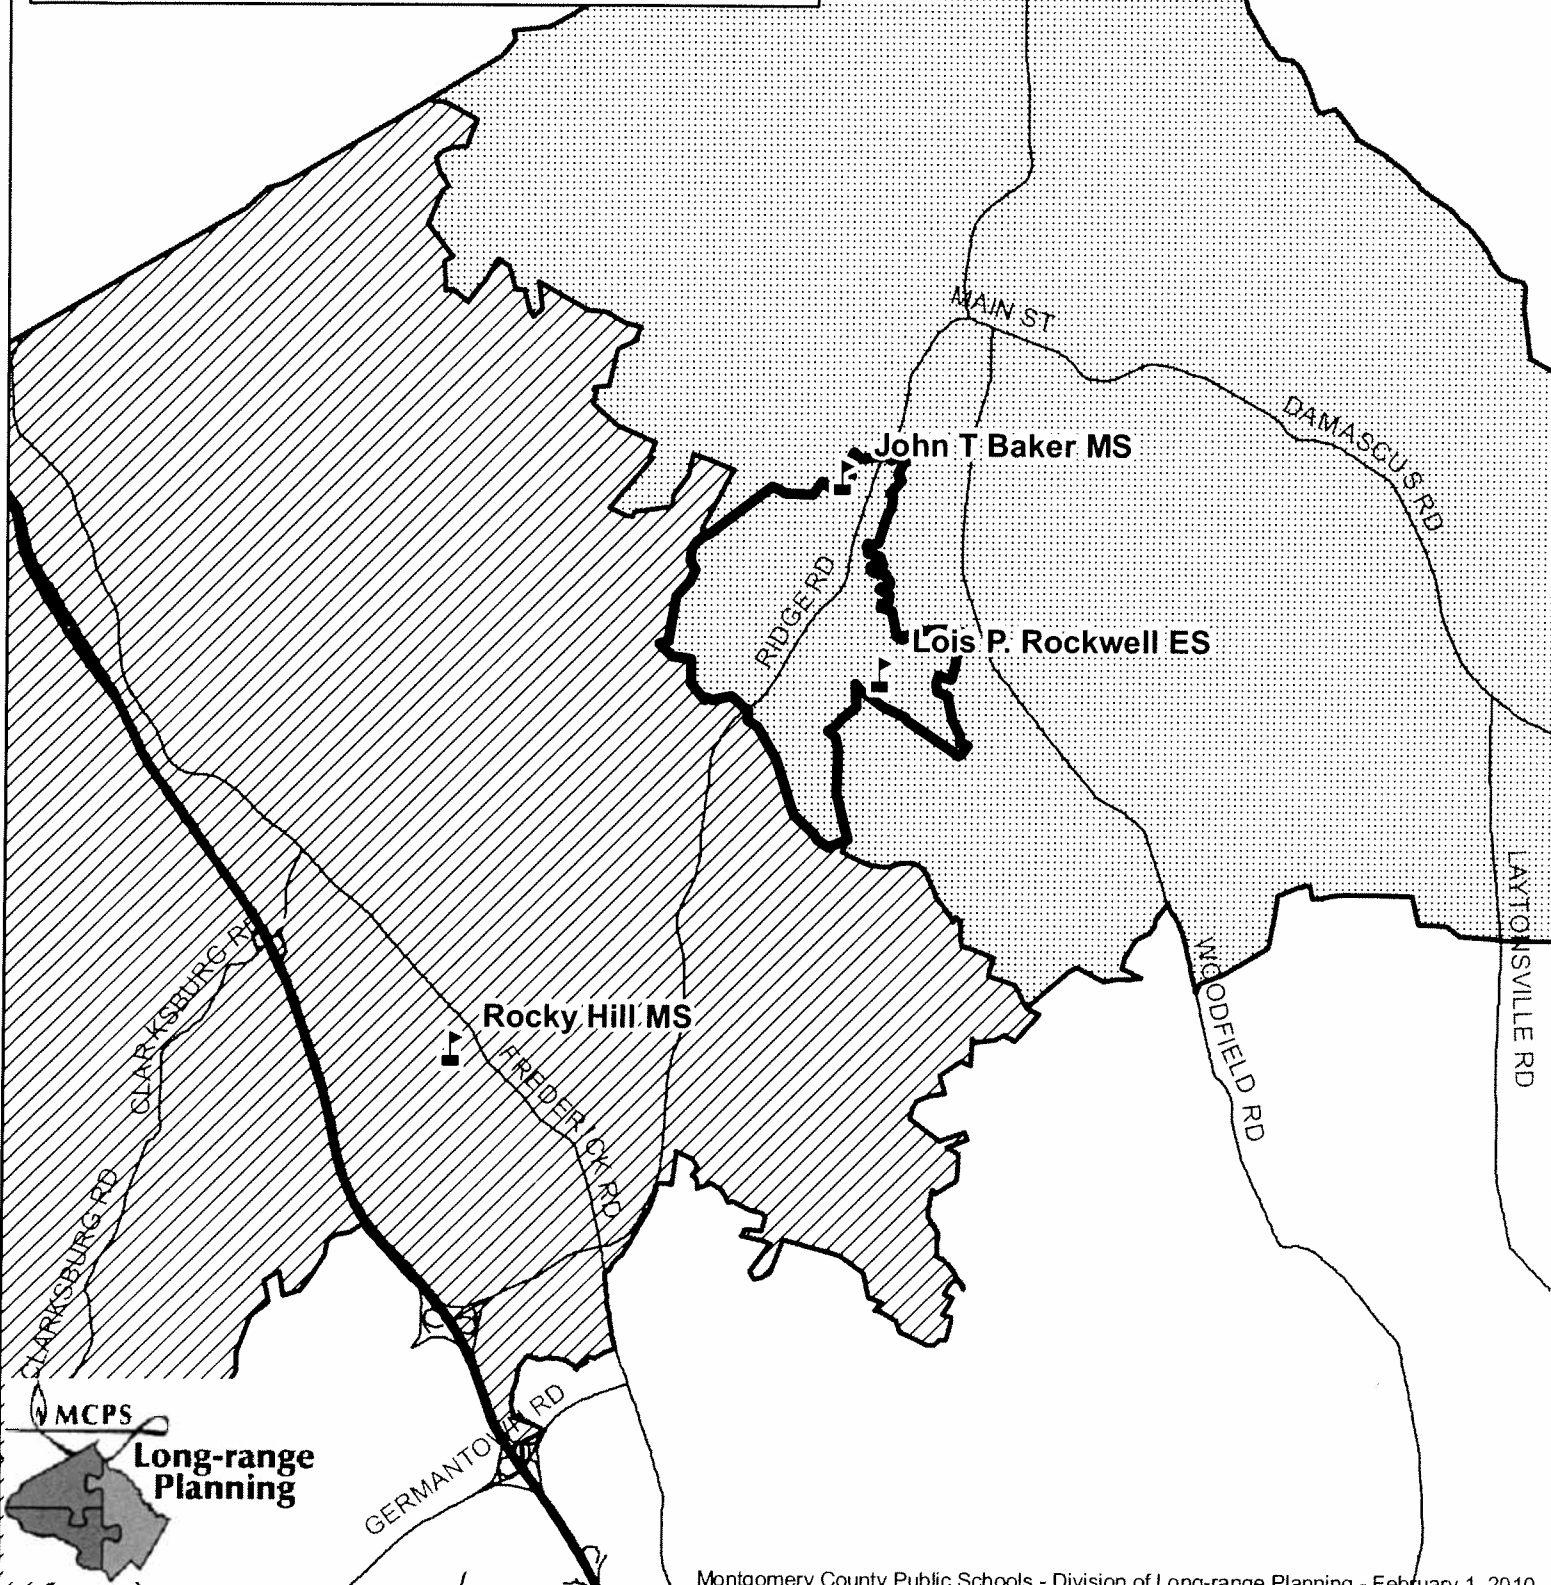 MAIN ST
DAMASCUS RD
John T Baker MS
RIDGE RD
Lois P. Rockwell ES
LAYTONSVILLE RD
CLARKSBURG RD
WOODFIELD RD
Rocky Hill MS
FREDERICK RD
CLARKSBURG RD
N MCPS
Long-range
Planning
GERMANTOWN RD
Montgomery County Public Schools - Division of Long-range Planning - February 1, 2010